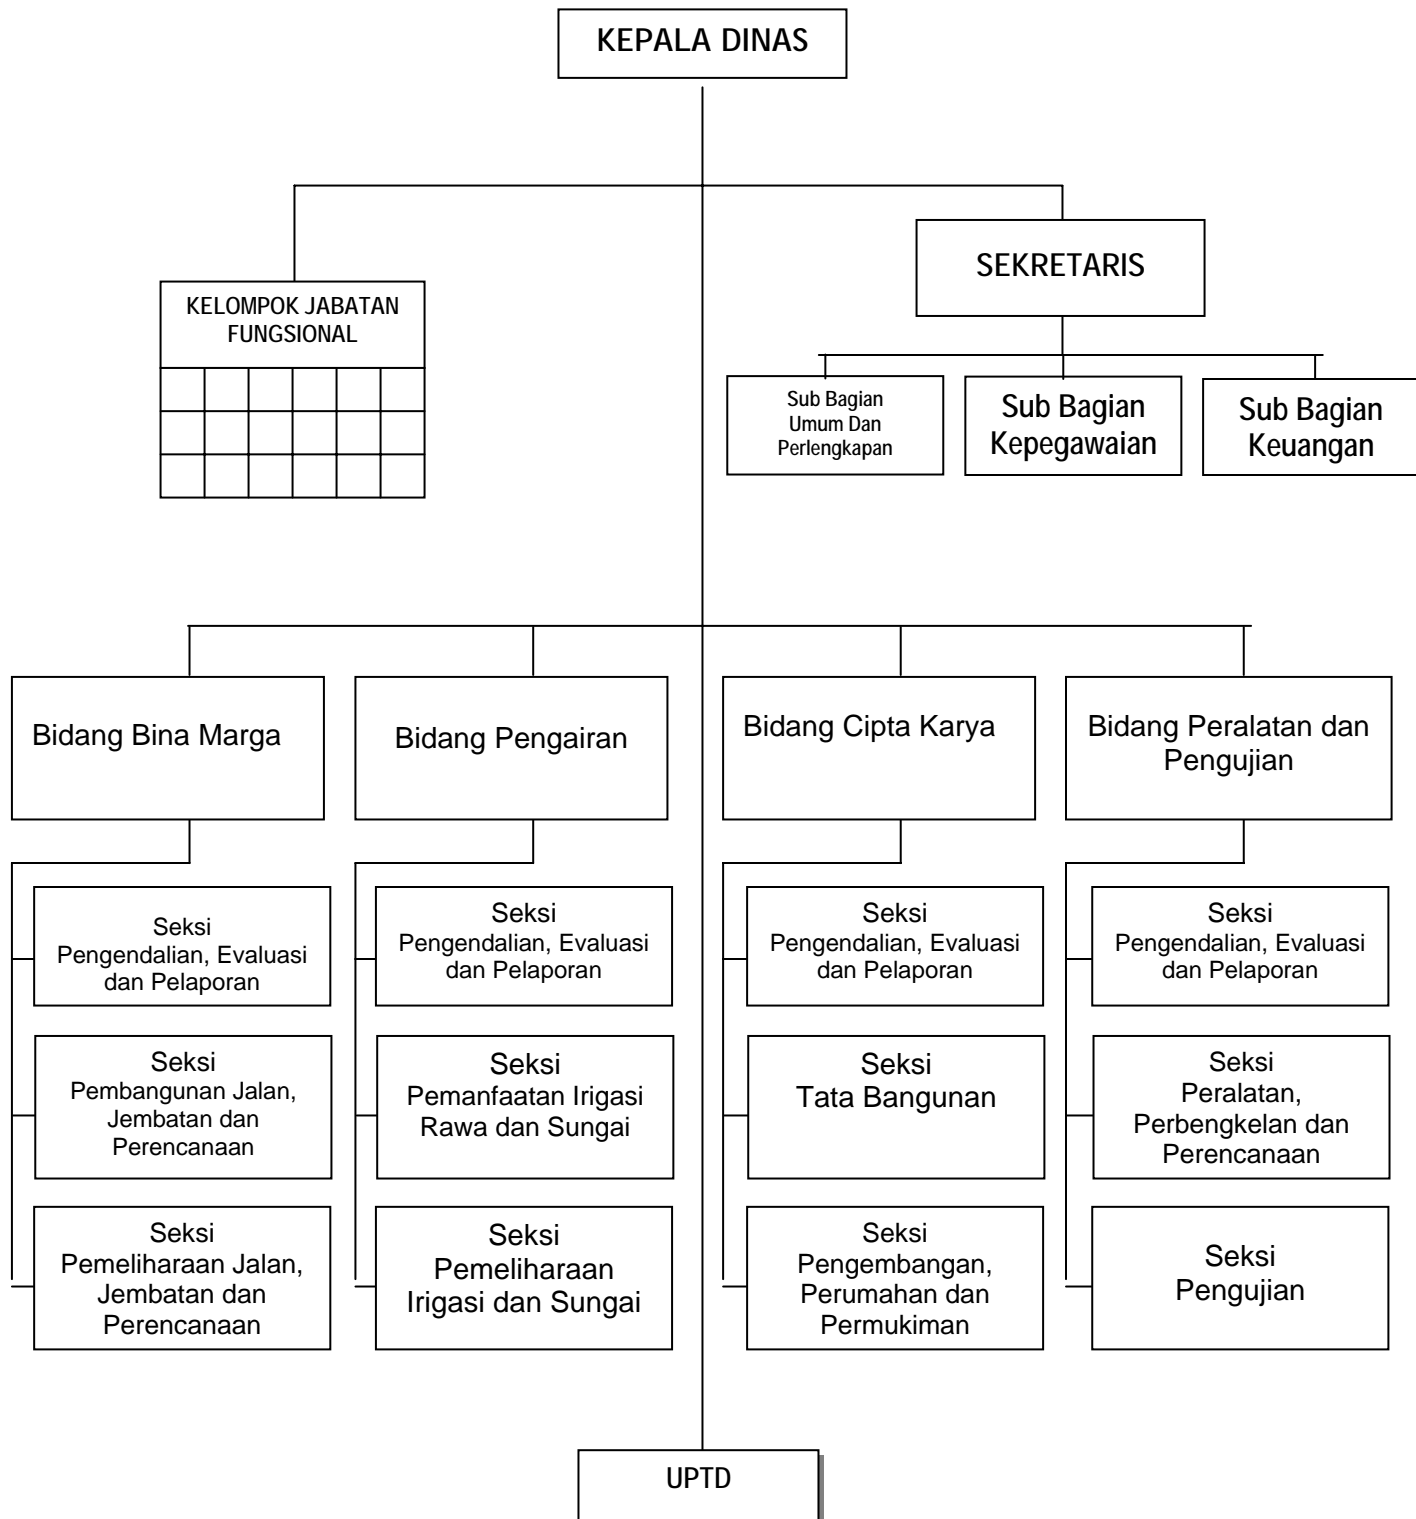 KEPALA DINAS
SEKRETARIS
KELOMPOK JABATAN
FUNGSIONAL
Sub Bagian
Umum Dan
Perlengkapan
Sub Bagian
Kepegawaian
Sub Bagian
Keuangan
Bidang Bina Marga
Bidang Pengairan
Bidang Cipta Karya
Bidang Peralatan dan
Pengujian
Seksi
Pengendalian, Evaluasi
dan Pelaporan
Seksi
Pengendalian, Evaluasi
dan Pelaporan
Seksi
Pengendalian, Evaluasi
dan Pelaporan
Seksi
Pengendalian, Evaluasi
dan Pelaporan
Seksi
Pembangunan Jalan,
Jembatan dan
Perencanaan
Seksi
Pemanfaatan Irigasi
Rawa dan Sungai
Seksi
Tata Bangunan
Seksi
Peralatan,
Perbengkelan dan
Perencanaan
Seksi
Pemeliharaan Jalan,
Jembatan dan
Perencanaan
Seksi
Pemeliharaan
Irigasi dan Sungai
Seksi
Pengembangan,
Perumahan dan
Permukiman
Seksi
Pengujian
UPTD